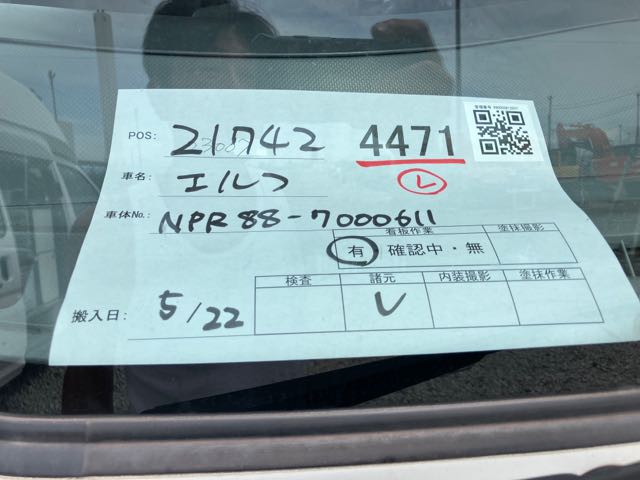 POS: 21742 4471
車名: エルフ レ
車体No.: NPR88-7000611
看板作業 塗抹撮影
有 確認中・無
検査 諸元 内装撮影 塗抹作業
搬入日: 5/22 レ